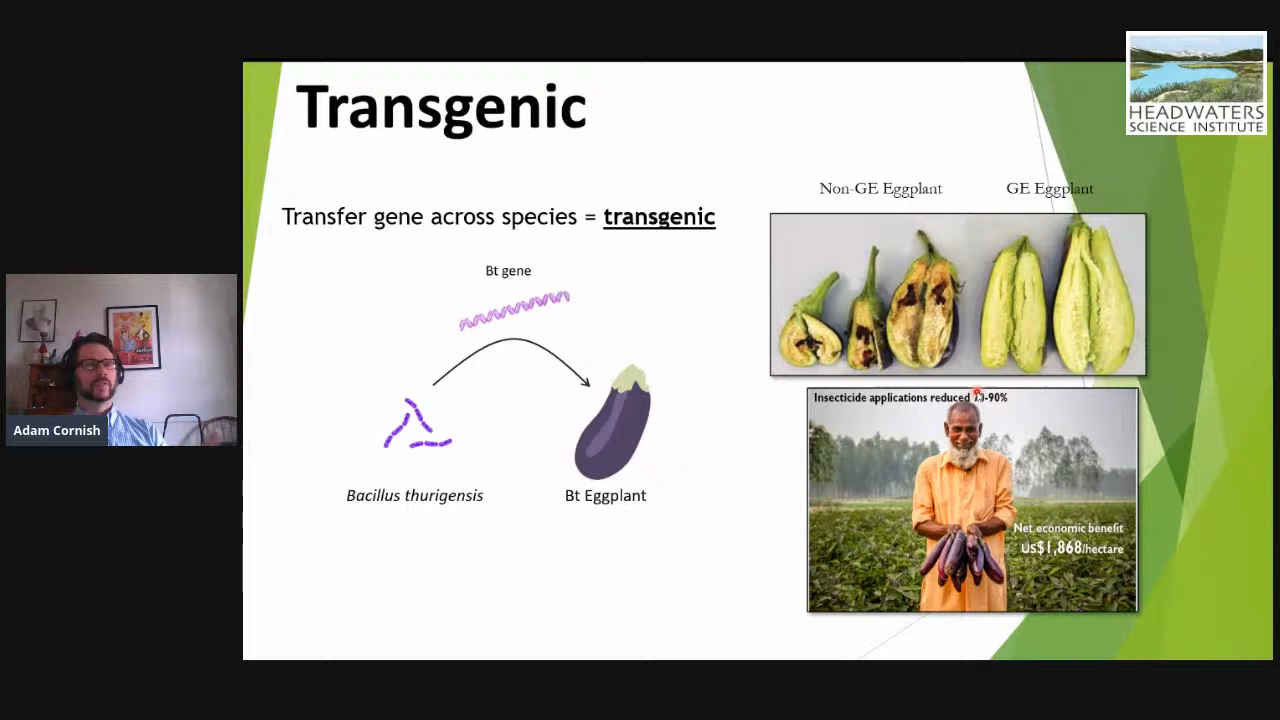 Transgenic
HEADWATERS
SCIENCE INSTITUTE
Non-GE Eggplant
GE Eggplant
Transfer gene across species = transgenic
Bt gene
Adam Cornish
Bacillus thurigensis
Bt Eggplant
Insecticide applications reduced
Net economic benefit
US$1,868/hectare